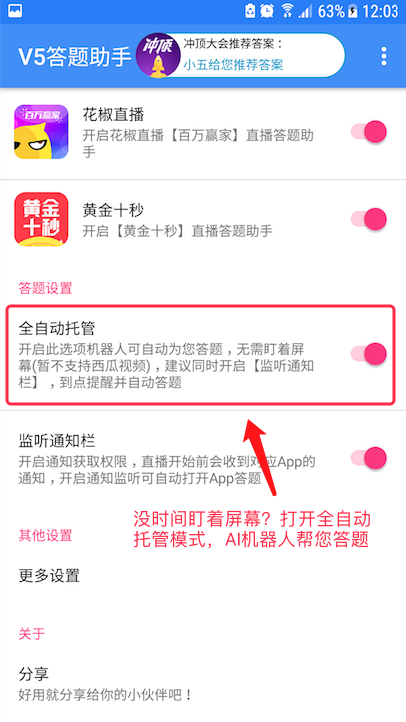 63% 12:03
V5答题助手
冲顶
冲顶大会推荐答案：
小五给您推荐答案
百万赢家
花椒直播
开启花椒直播【百万赢家】直播答题助
手
黄金
十秒
黄金十秒
开启【黄金十秒】直播答题助手
答题设置
全自动托管
开启此选项机器人可自动为您答题，无需盯着屏
幕(暂不支持西瓜视频)，建议同时开启【监听通知
栏】，到点提醒并自动答题
监听通知栏
开启通知获取权限，直播开始前会收到对应App的
通知，开启通知监听可自动打开App答题
没时间盯着屏幕？打开全自动
托管模式，AI机器人帮您答题
其他设置
更多设置
关于
分享
好用就分享给你的小伙伴吧！